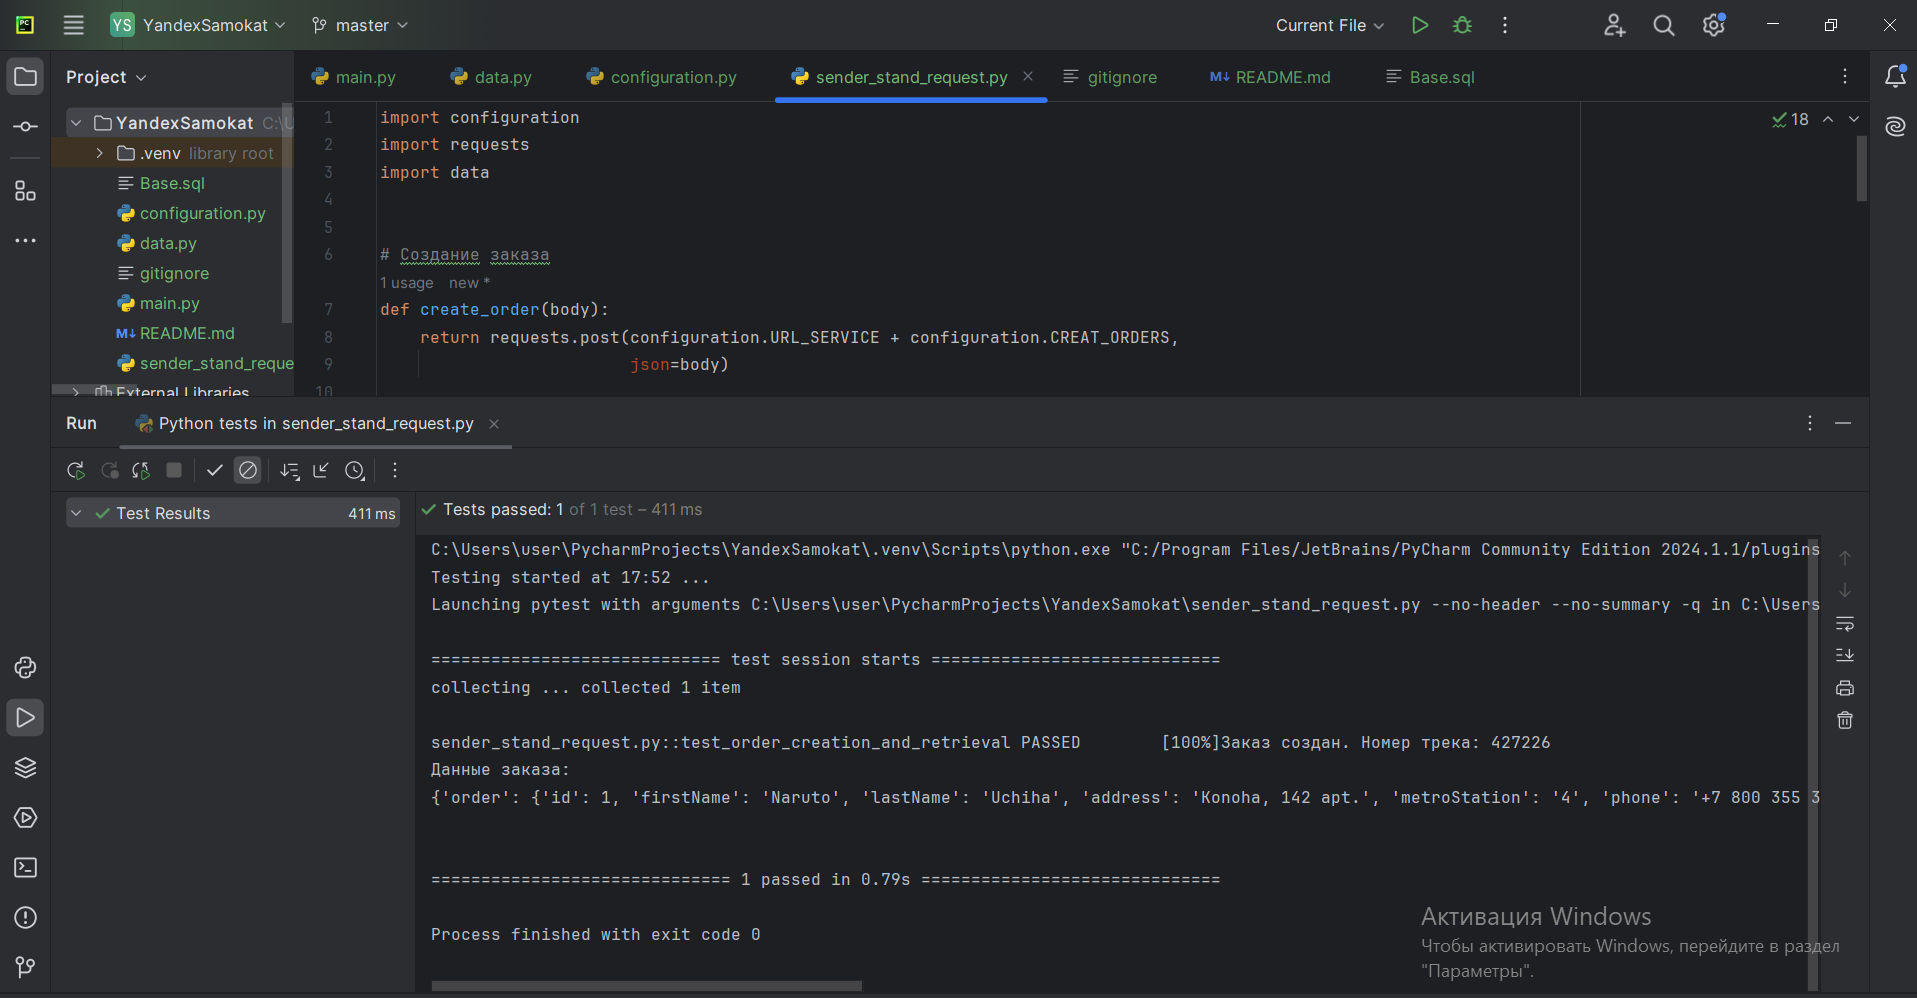 PC
YS YandexSamokat
master
Current File
Project
main.py
data.py
configuration.py
sender_stand_request.py
gitignore
M↓ README.md
Base.sql
YandexSamokat C:\U
.venv library root
Base.sql
configuration.py
data.py
gitignore
main.py
M↓ README.md
sender_stand_reque
External Libraries
18
1 import configuration
2 import requests
3 import data
4
5
6 # Создание заказа
1 usage new *
7 def create_order(body):
8 return requests.post(configuration.URL_SERVICE + configuration.CREAT_ORDERS,
9 json=body)
10
Run
Python tests in sender_stand_request.py
Test Results 411 ms
Tests passed: 1 of 1 test – 411 ms
C:\Users\user\PycharmProjects\YandexSamokat\.venv\Scripts\python.exe "C:/Program Files/JetBrains/PyCharm Community Edition 2024.1.1/plugins
Testing started at 17:52 ...
Launching pytest with arguments C:\Users\user\PycharmProjects\YandexSamokat\sender_stand_request.py --no-header --no-summary -q in C:\Users
============================= test session starts =============================
collecting ... collected 1 item
sender_stand_request.py::test_order_creation_and_retrieval PASSED [100%]Заказ создан. Номер трека: 427226
Данные заказа:
{'order': {'id': 1, 'firstName': 'Naruto', 'lastName': 'Uchiha', 'address': 'Konoha, 142 apt.', 'metroStation': '4', 'phone': '+7 800 355 3
============================== 1 passed in 0.79s ==============================
Process finished with exit code 0
Активация Windows
Чтобы активировать Windows, перейдите в раздел
"Параметры".